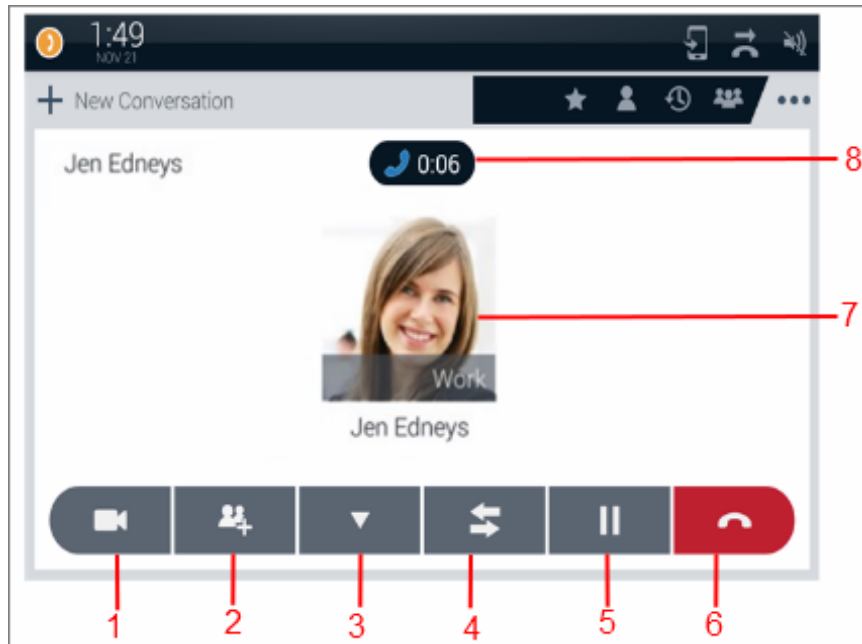 1:49
NOV 21
New Conversation
Jen Edneys
0:06
8
7
Work
Jen Edneys
1 2 3 4 5 6